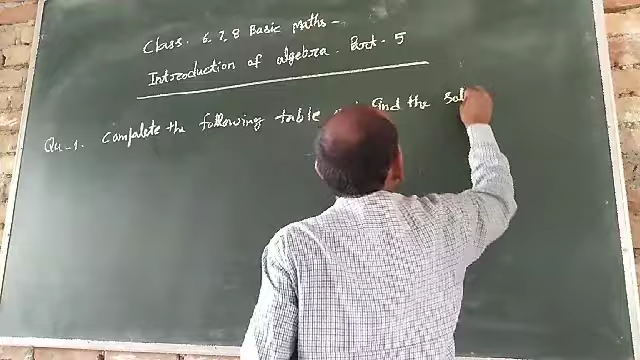 Class. 6, 7, 8 Basic Maths -
Introduction of algebra. Part - 5
Qu-1. Complete the following table find the